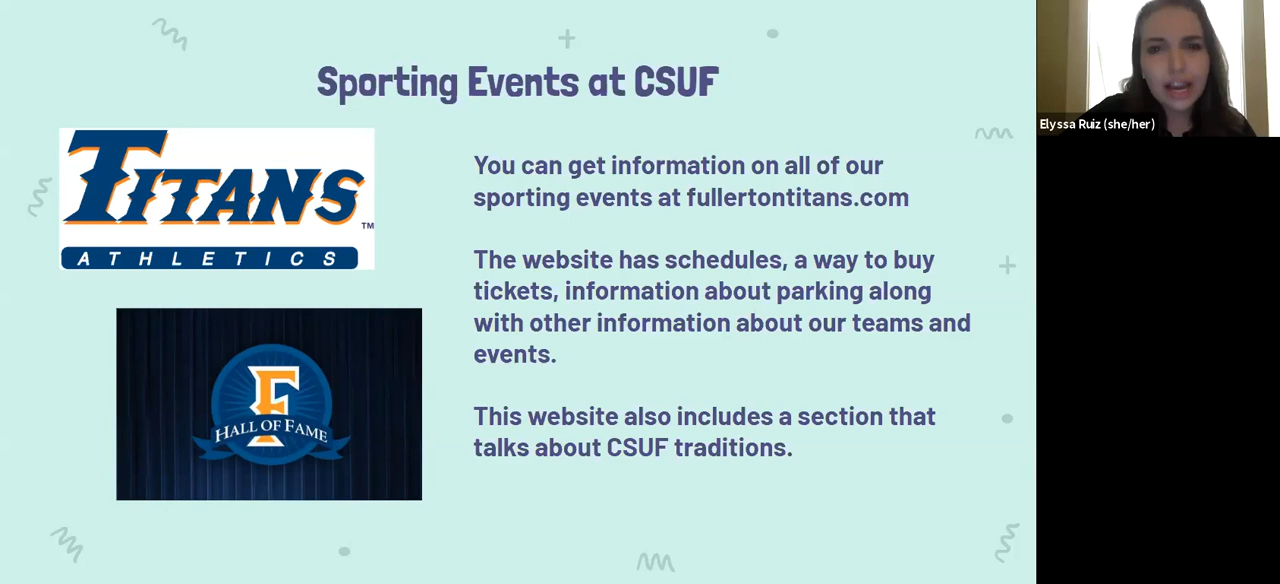 Sporting Events at CSUF
TITANS
TM
ATHLETICS
F
HALL OF FAME
You can get information on all of our
sporting events at fullertontitans.com
The website has schedules, a way to buy
tickets, information about parking along
with other information about our teams and
events.
This website also includes a section that
talks about CSUF traditions.
Elyssa Ruiz (she/her)